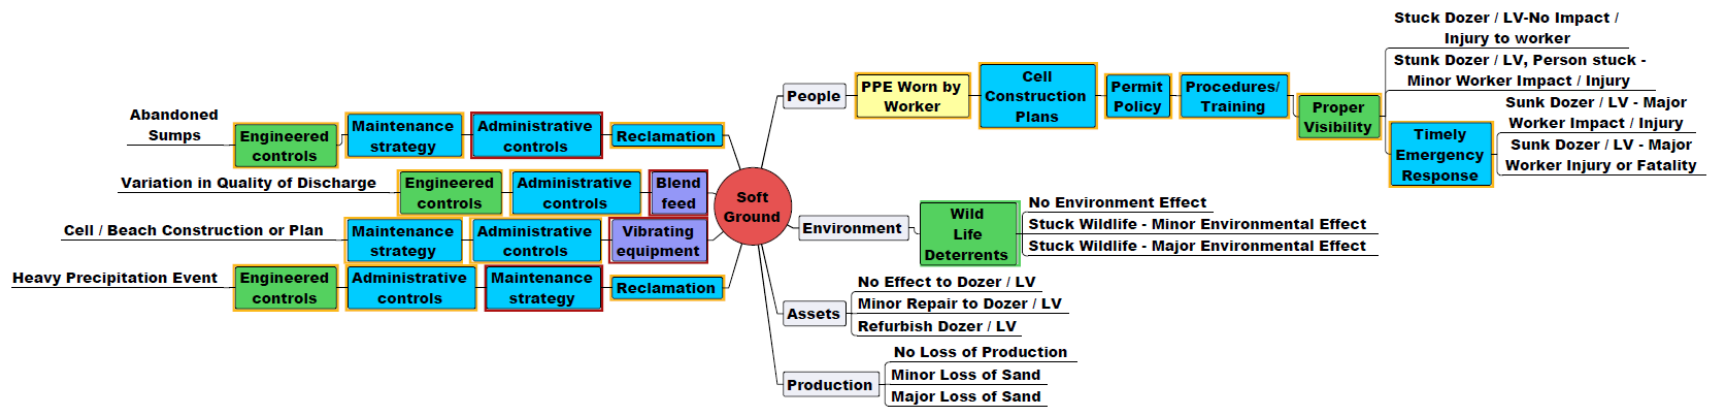 Abandoned
Sumps
Engineered
controls
Maintenance
strategy
Administrative
controls
Reclamation
Variation in Quality of Discharge
Engineered
controls
Administrative
controls
Blend
feed
Cell / Beach Construction or Plan
Maintenance
strategy
Administrative
controls
Vibrating
equipment
Heavy Precipitation Event
Engineered
controls
Administrative
controls
Maintenance
strategy
Reclamation
Soft
Ground
People
PPE Worn by
Worker
Cell
Construction
Plans
Permit
Policy
Procedures/
Training
Proper
Visibility
Stuck Dozer / LV-No Impact /
Injury to worker
Stunk Dozer / LV, Person stuck -
Minor Worker Impact / Injury
Timely
Emergency
Response
Sunk Dozer / LV - Major
Worker Impact / Injury
Sunk Dozer / LV - Major
Worker Injury or Fatality
Environment
Wild
Life
Deterrents
No Environment Effect
Stuck Wildlife - Minor Environmental Effect
Stuck Wildlife - Major Environmental Effect
Assets
No Effect to Dozer / LV
Minor Repair to Dozer / LV
Refurbish Dozer / LV
Production
No Loss of Production
Minor Loss of Sand
Major Loss of Sand